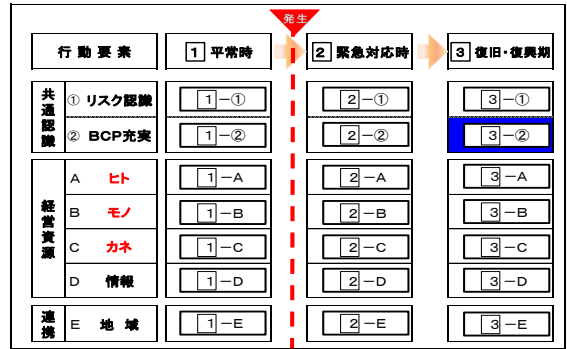 発生
行動要素 1 平常時 2 緊急対応時 3 復旧・復興期
共通認識
① リスク認識 1-① 2-① 3-①
② BCP充実 1-② 2-② 3-②
経営資源
A ヒト 1-A 2-A 3-A
B モノ 1-B 2-B 3-B
C カネ 1-C 2-C 3-C
D 情報 1-D 2-D 3-D
連携
E 地域 1-E 2-E 3-E